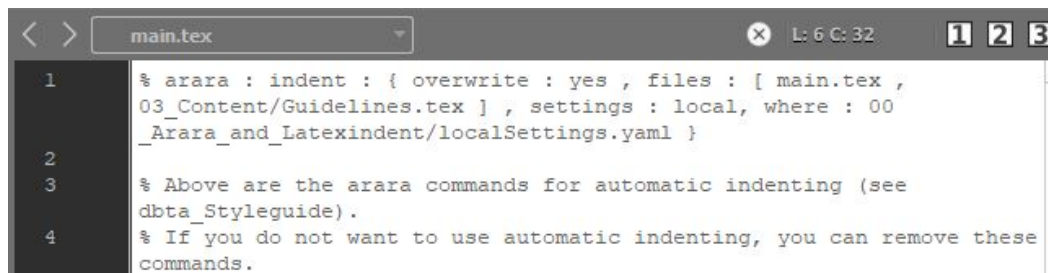 main.tex
L: 6 C: 32
1 2 3
1 % arara : indent : { overwrite : yes , files : [ main.tex ,
03_Content/Guidelines.tex ] , settings : local, where : 00
_Arara_and_Latexindent/localSettings.yaml }
2
3 % Above are the arara commands for automatic indenting (see
dbta_Styleguide).
4 % If you do not want to use automatic indenting, you can remove these
commands.